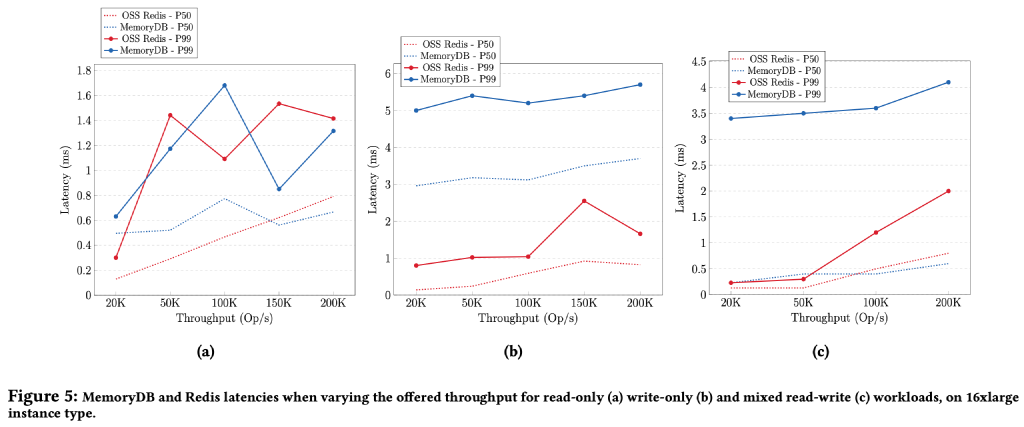 OSS Redis - P50
MemoryDB - P50
OSS Redis - P99
MemoryDB - P99
1.8
1.6
1.4
1.2
1
0.8
0.6
0.4
0.2
0
Latency (ms)
20K 50K 100K 150K 200K
Throughput (Op/s)
(a)
OSS Redis - P50
MemoryDB - P50
OSS Redis - P99
MemoryDB - P99
6
5
4
3
2
1
0
Latency (ms)
20K 50K 100K 150K 200K
Throughput (Op/s)
(b)
OSS Redis - P50
MemoryDB - P50
OSS Redis - P99
MemoryDB - P99
4.5
4
3.5
3
2.5
2
1.5
1
0.5
0
Latency (ms)
20K 50K 100K 200K
Throughput (Op/s)
(c)
Figure 5: MemoryDB and Redis latencies when varying the offered throughput for read-only (a) write-only (b) and mixed read-write (c) workloads, on 16xlarge
instance type.